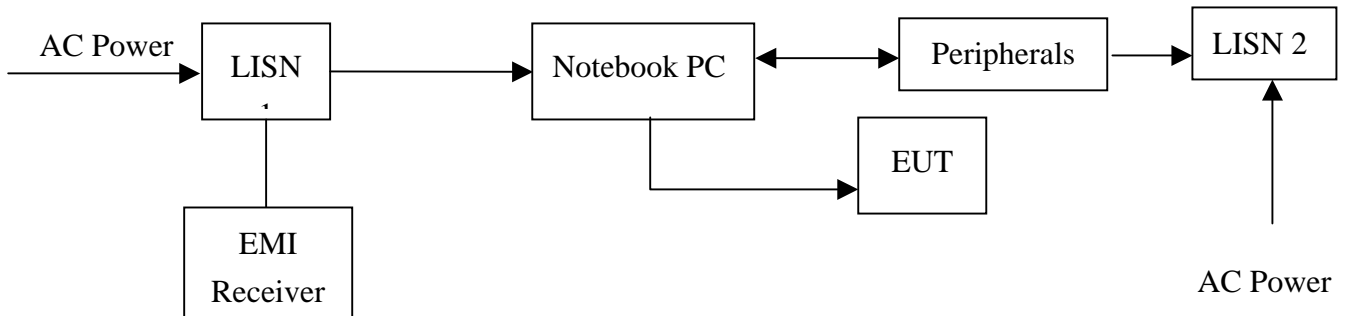 AC Power
LISN
Notebook PC
Peripherals
LISN 2
EUT
EMI
Receiver
AC Power